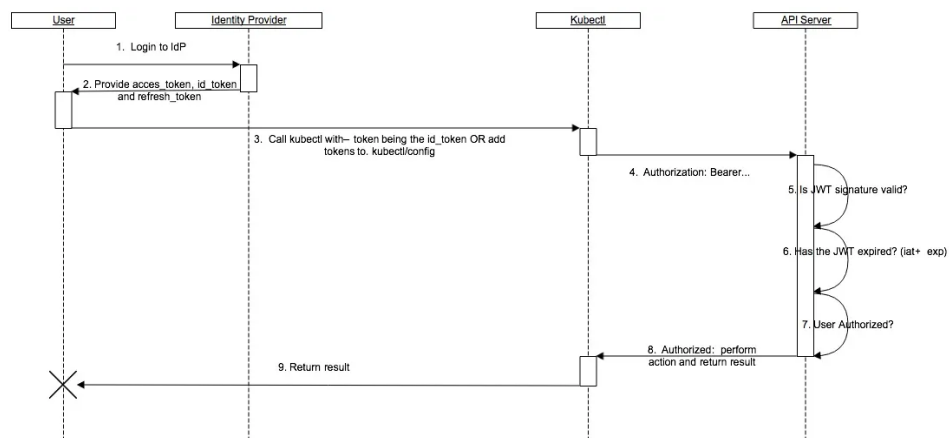 User
Identity Provider
Kubectl
API Server
1. Login to IdP
2. Provide acces_token, id_token
and refresh_token
3. Call kubectl with– token being the id_token OR add
tokens to. kubectl/config
4. Authorization: Bearer...
5. Is JWT signature valid?
6. Has the JWT expired? (iat+ exp)
7. User Authorized?
8. Authorized: perform
action and return result
9. Return result